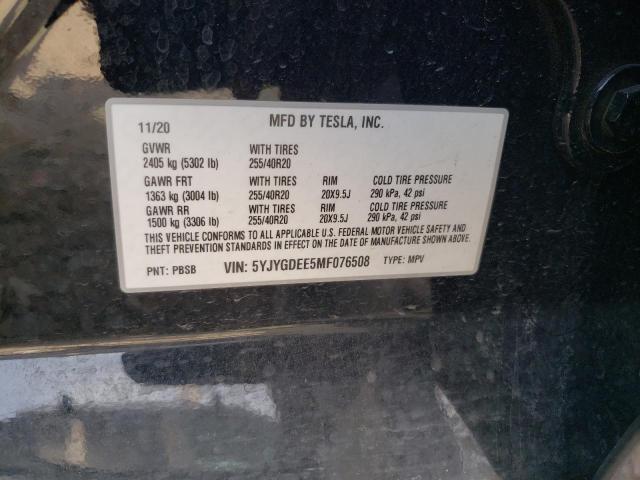 MFD BY TESLA, INC.
11/20
GVWR WITH TIRES
2405 kg (5302 lb) 255/40R20
GAWR FRT WITH TIRES RIM COLD TIRE PRESSURE
1363 kg (3004 lb) 255/40R20 20X9.5J 290 kPa, 42 psi
GAWR RR WITH TIRES RIM COLD TIRE PRESSURE
1500 kg (3306 lb) 255/40R20 20X9.5J 290 kPa, 42 psi
THIS VEHICLE CONFORMS TO ALL APPLICABLE U.S. FEDERAL MOTOR VEHICLE SAFETY AND
THEFT PREVENTION STANDARDS IN EFFECT ON THE DATE OF MANUFACTURE SHOWN ABOVE.
PNT: PBSB VIN: 5YJYGDEE5MF076508 TYPE: MPV